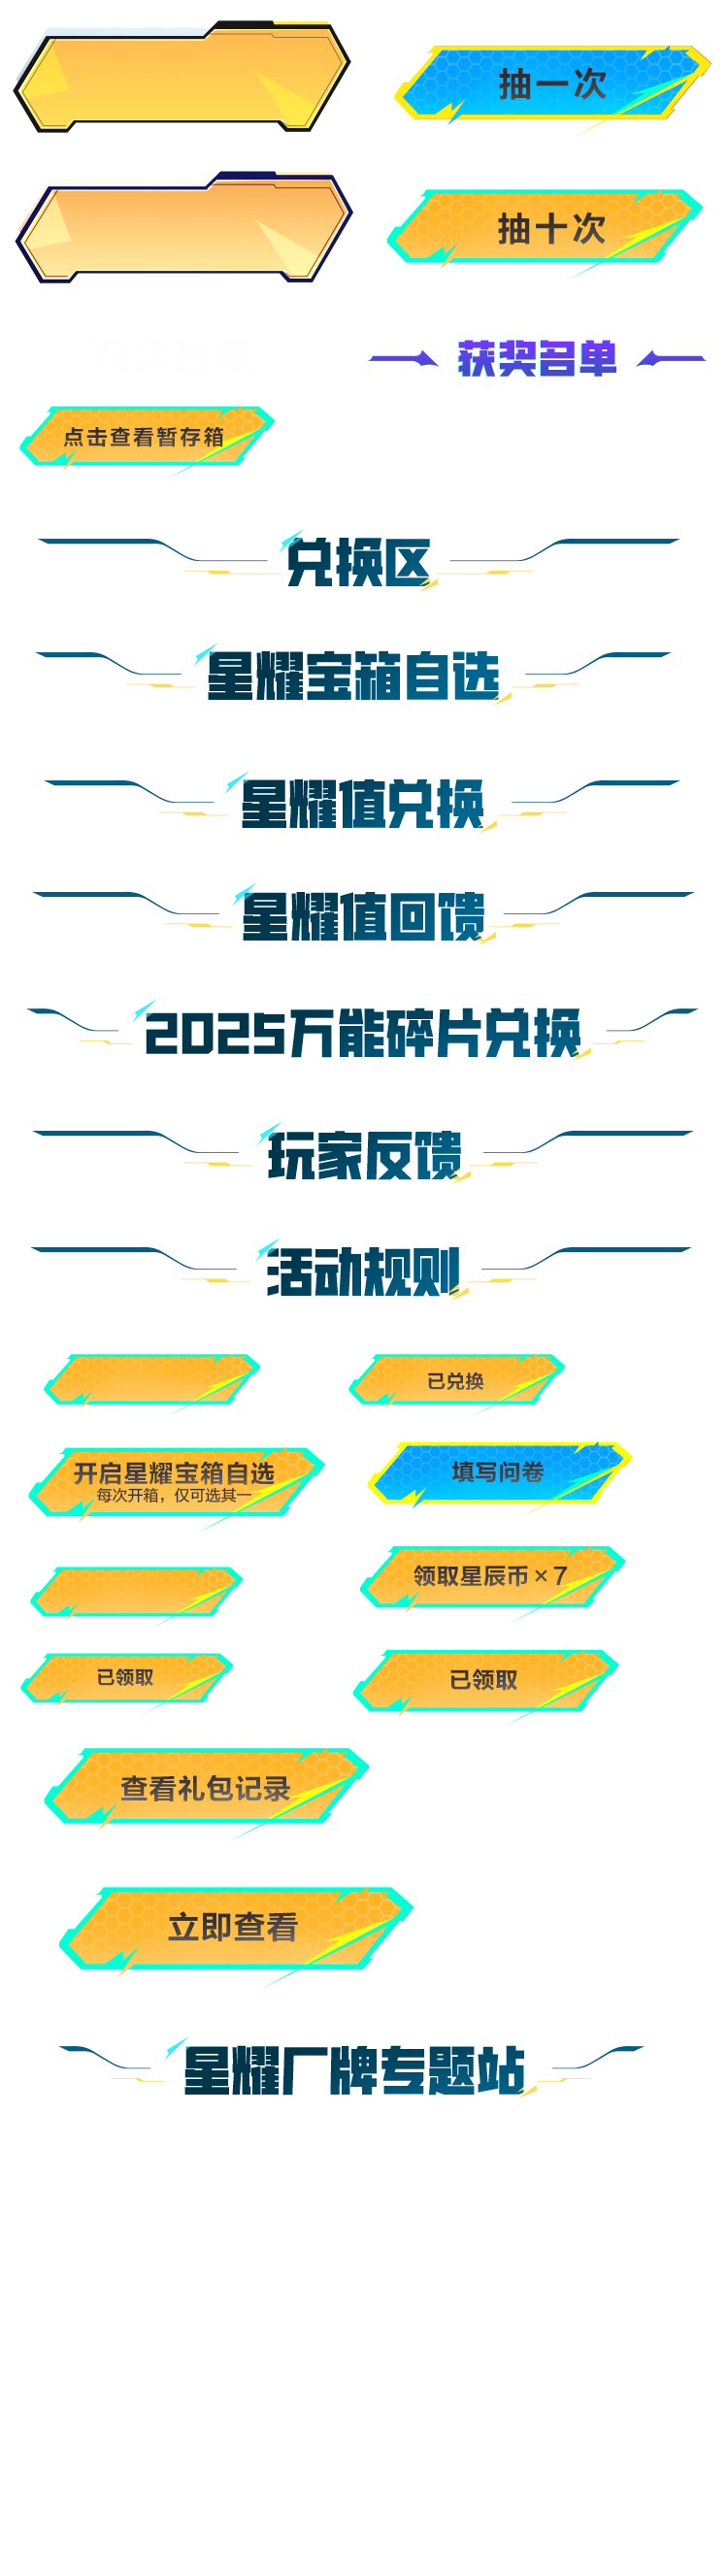 抽一次
抽十次
获奖名单
点击查看暂存箱
兑换区
星耀宝箱自选
星耀值兑换
星耀值回馈
2025万能碎片兑换
玩家反馈
活动规则
已兑换
开启星耀宝箱自选
每次开箱，仅可选其一
填写问卷
领取星辰币×7
已领取
已领取
查看礼包记录
立即查看
星耀厂牌专题站